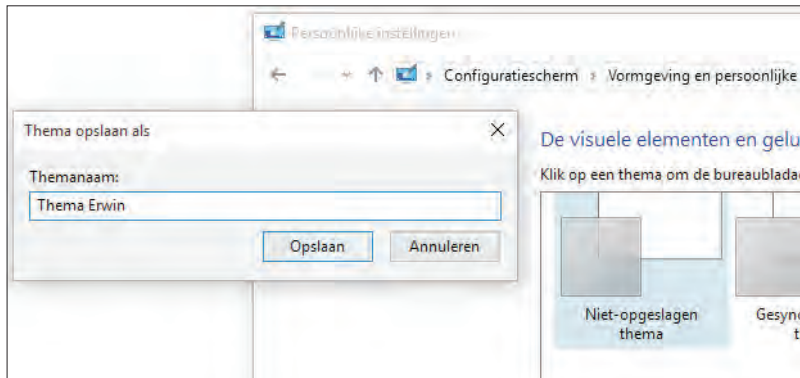 Persoonlijke instellingen
Configuratiescherm › Vormgeving en persoonlijke
Thema opslaan als
Themanaam:
Thema Erwin
Opslaan Annuleren
De visuele elementen en gelu
Klik op een thema om de bureaublada
Niet-opgeslagen
thema
Gesync
t